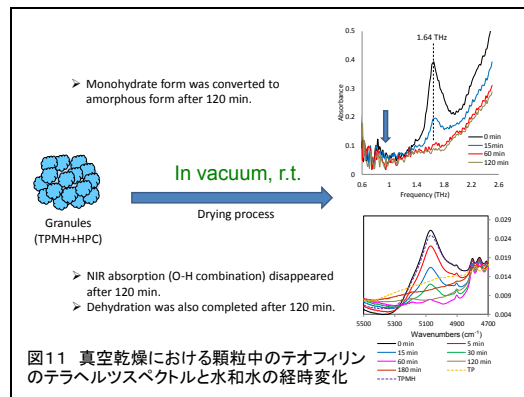 ➢ Monohydrate form was converted to
amorphous form after 120 min.
1.64 THz
Absorbance
0.5
0.4
0.3
0.2
0.1
0
0.6
1
1.4
1.8
2.2
2.6
Frequency (THz)
0 min
15min
60 min
120 min
In vacuum, r.t.
Drying process
Granules
(TPMH+HPC)
➢ NIR absorption (O-H combination) disappeared
after 120 min.
➢ Dehydration was also completed after 120 min.
0.029
0.024
0.019
0.014
0.009
0.004
5500
5300
5100
4900
4700
Wavenumbers (cm⁻¹)
0 min
5 min
15 min
30 min
60 min
120 min
180 min
TP
TPMH
図11 真空乾燥における顆粒中のテオフィリン
のテラヘルツスペクトルと水和水の経時変化